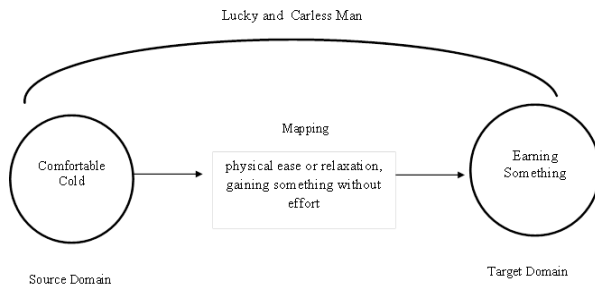 Lucky and Carless Man
Mapping
Comfortable
Cold
physical ease or relaxation,
gaining something without
effort
Earning
Something
Source Domain
Target Domain